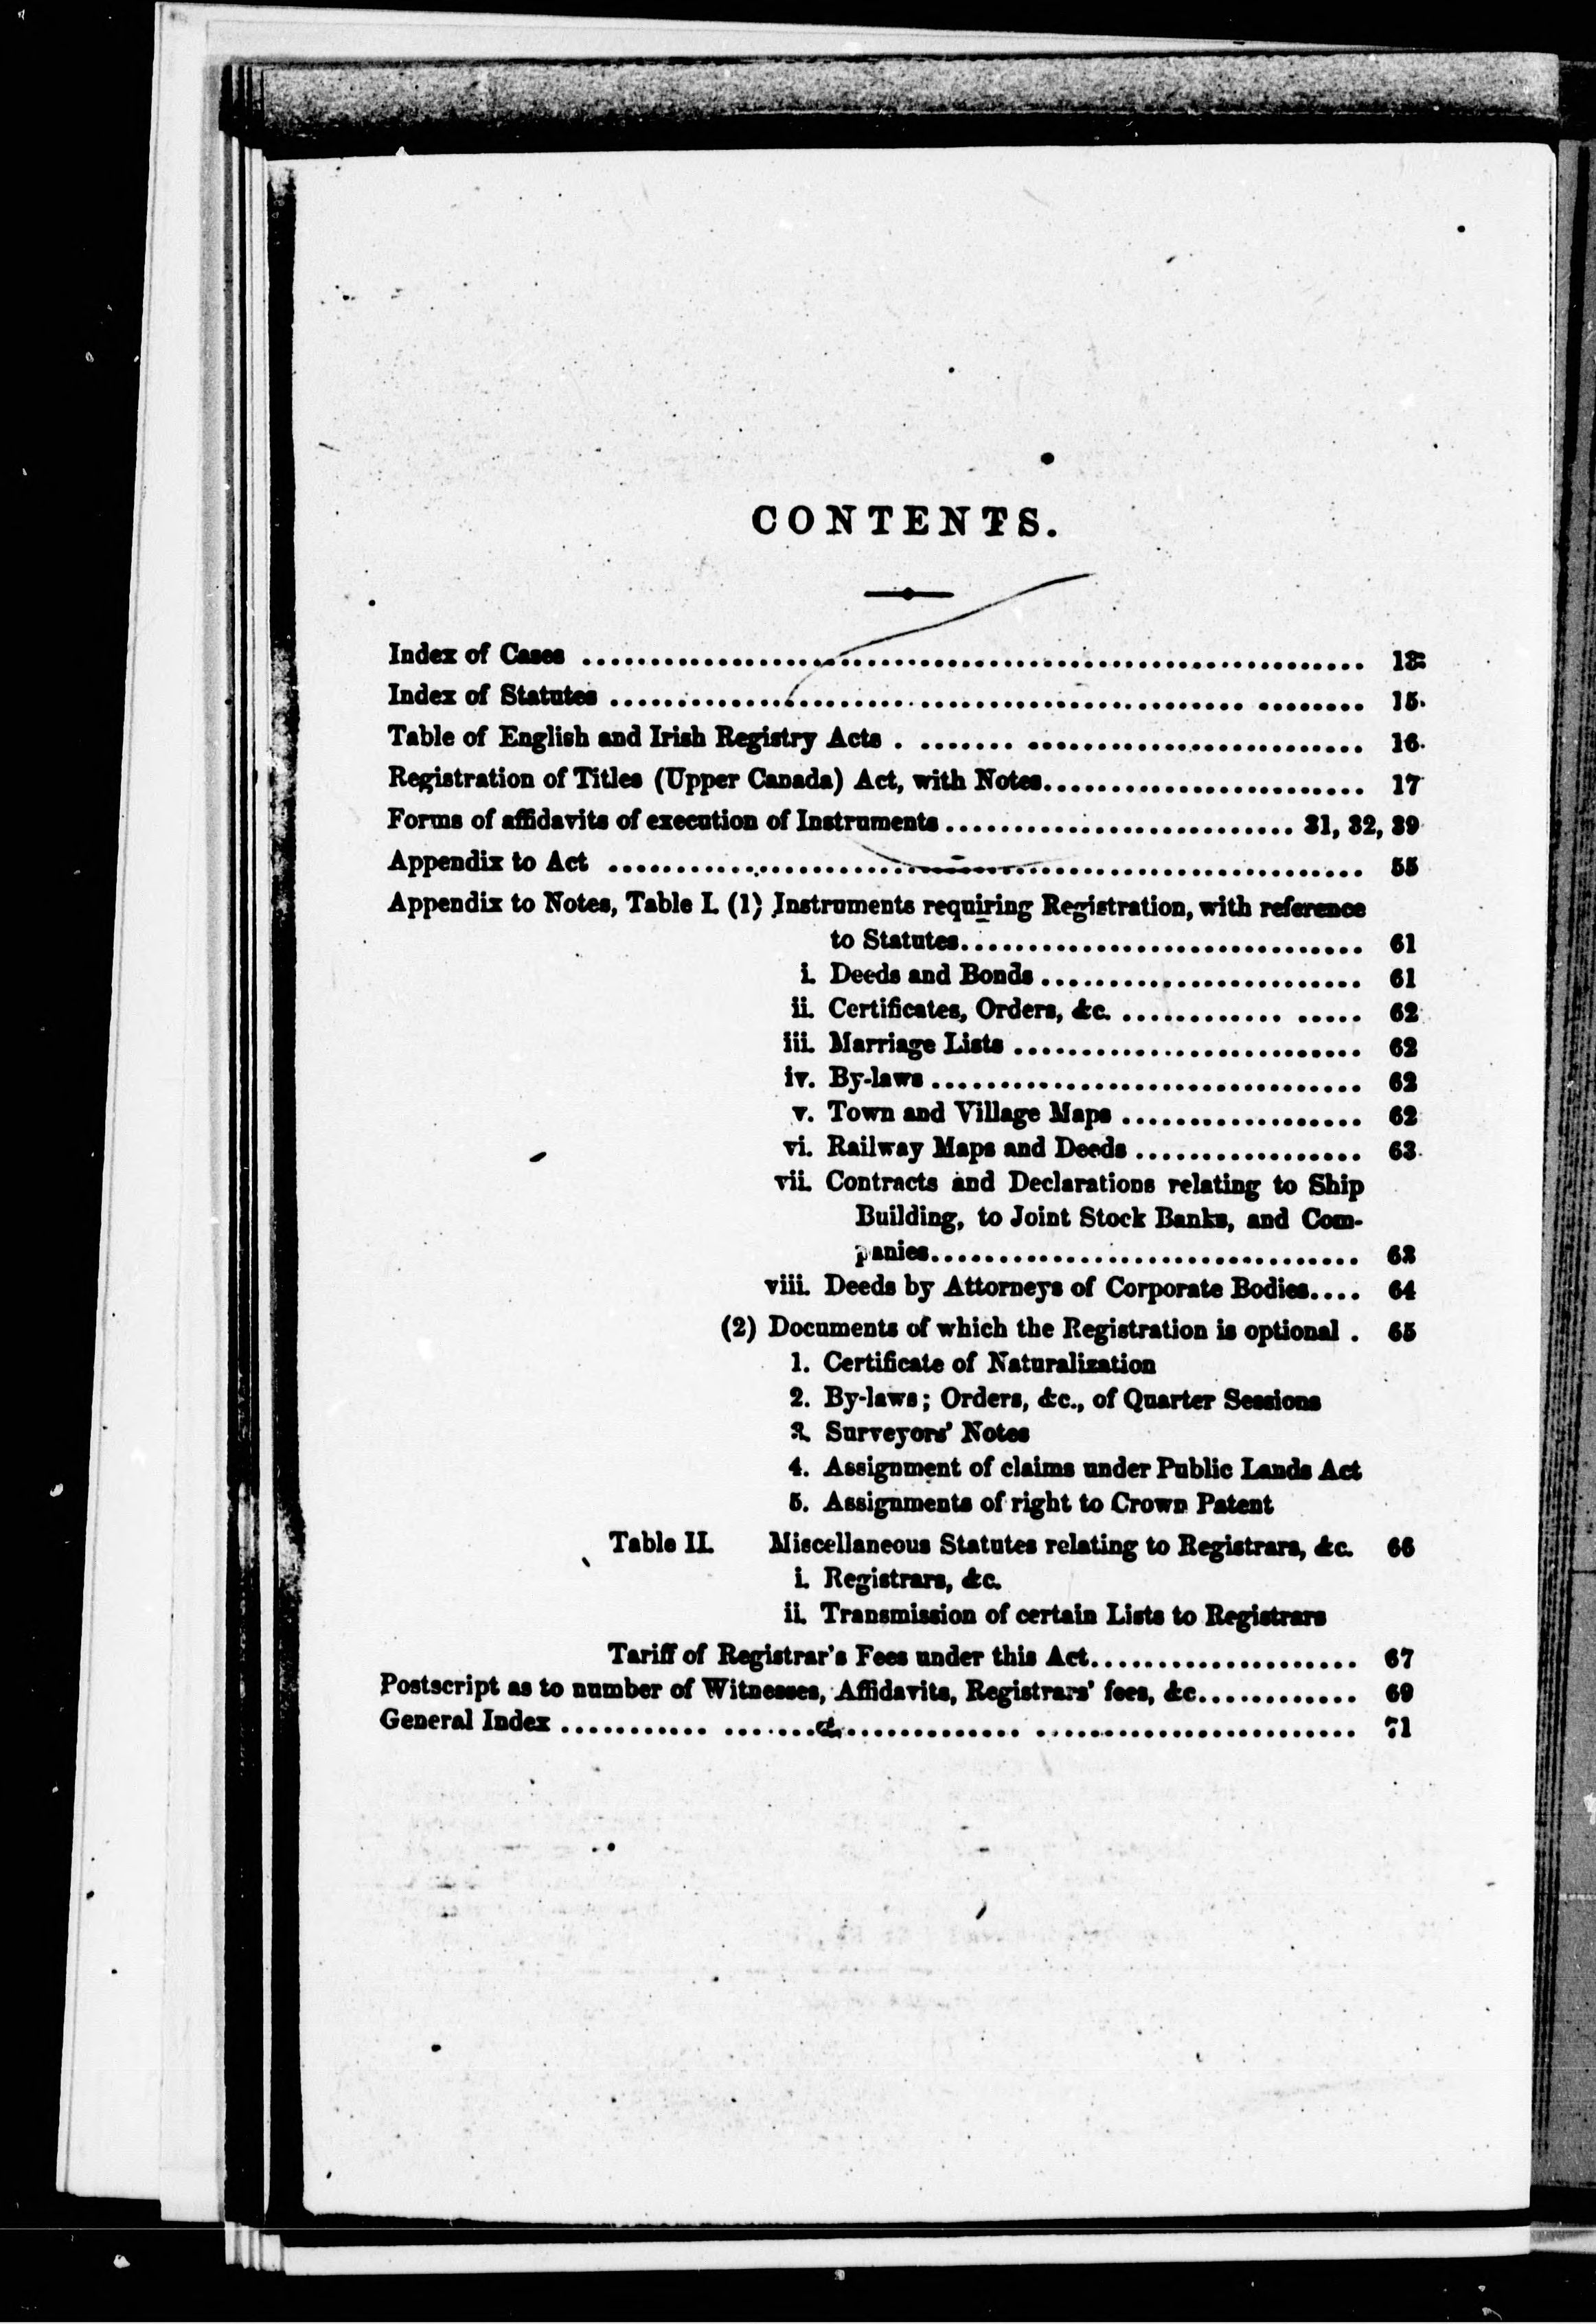 CONTENTS.
Index of Cases ........................................................ 13
Index of Statutes ........................................................ 15
Table of English and Irish Registry Acts ........................................ 16
Registration of Titles (Upper Canada) Act, with Notes........................ 17
Forms of affidavits of execution of Instruments .......................... 31, 32, 39
Appendix to Act ........................................................ 55
Appendix to Notes, Table I. (1) Instruments requiring Registration, with reference
to Statutes.............................. 61
i. Deeds and Bonds ........................ 61
ii. Certificates, Orders, &c. .................. 62
iii. Marriage Lists .......................... 62
iv. By-laws ................................ 62
v. Town and Village Maps .................. 62
vi. Railway Maps and Deeds ................. 63
vii. Contracts and Declarations relating to Ship
Building, to Joint Stock Banks, and Com-
panies................................ 63
viii. Deeds by Attorneys of Corporate Bodies.... 64
(2) Documents of which the Registration is optional . 65
1. Certificate of Naturalization
2. By-laws; Orders, &c., of Quarter Sessions
3. Surveyors' Notes
4. Assignment of claims under Public Lands Act
5. Assignments of right to Crown Patent
Table II. Miscellaneous Statutes relating to Registrars, &c. 66
i. Registrars, &c.
ii. Transmission of certain Lists to Registrars
Tariff of Registrar's Fees under this Act.................... 67
Postscript as to number of Witnesses, Affidavits, Registrars' fees, &c............ 69
General Index ........................................................ 71